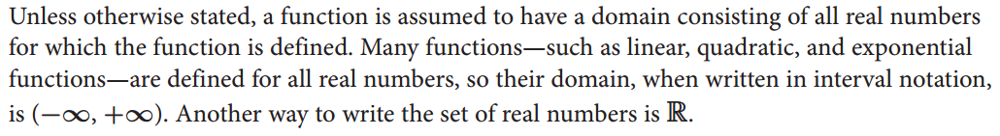 Unless otherwise stated, a function is assumed to have a domain consisting of all real numbers
for which the function is defined. Many functions—such as linear, quadratic, and exponential
functions—are defined for all real numbers, so their domain, when written in interval notation,
is (−∞, +∞). Another way to write the set of real numbers is ℝ.